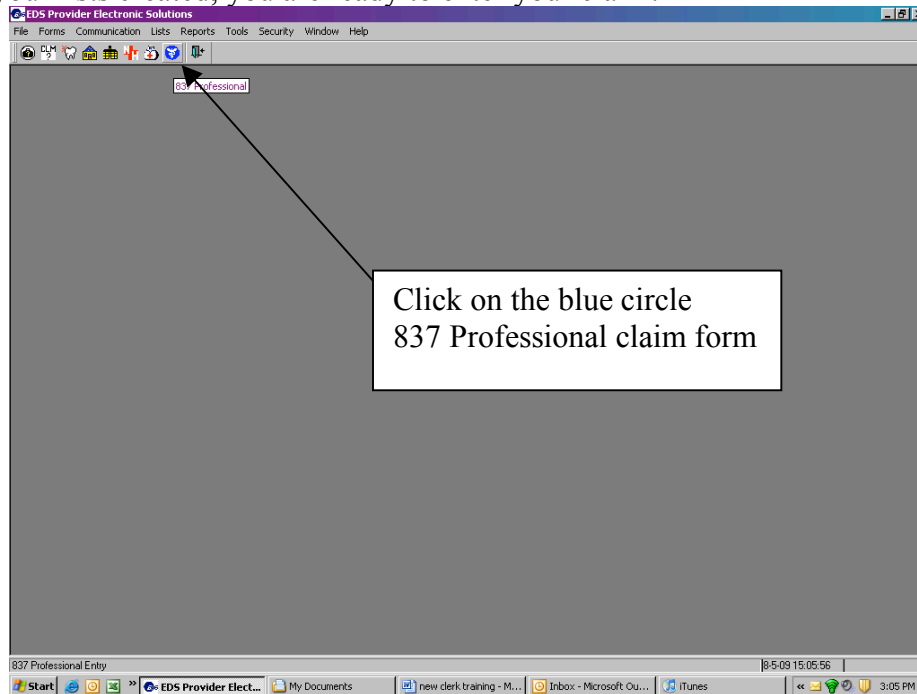 EDS Provider Electronic Solutions
File Forms Communication Lists Reports Tools Security Window Help
CLM
?
837 Professional
Click on the blue circle
837 Professional claim form
837 Professional Entry
8-5-09 15:05:56
Start
EDS Provider Elect...
My Documents
new clerk training - M...
Inbox - Microsoft Ou...
iTunes
3:05 PM